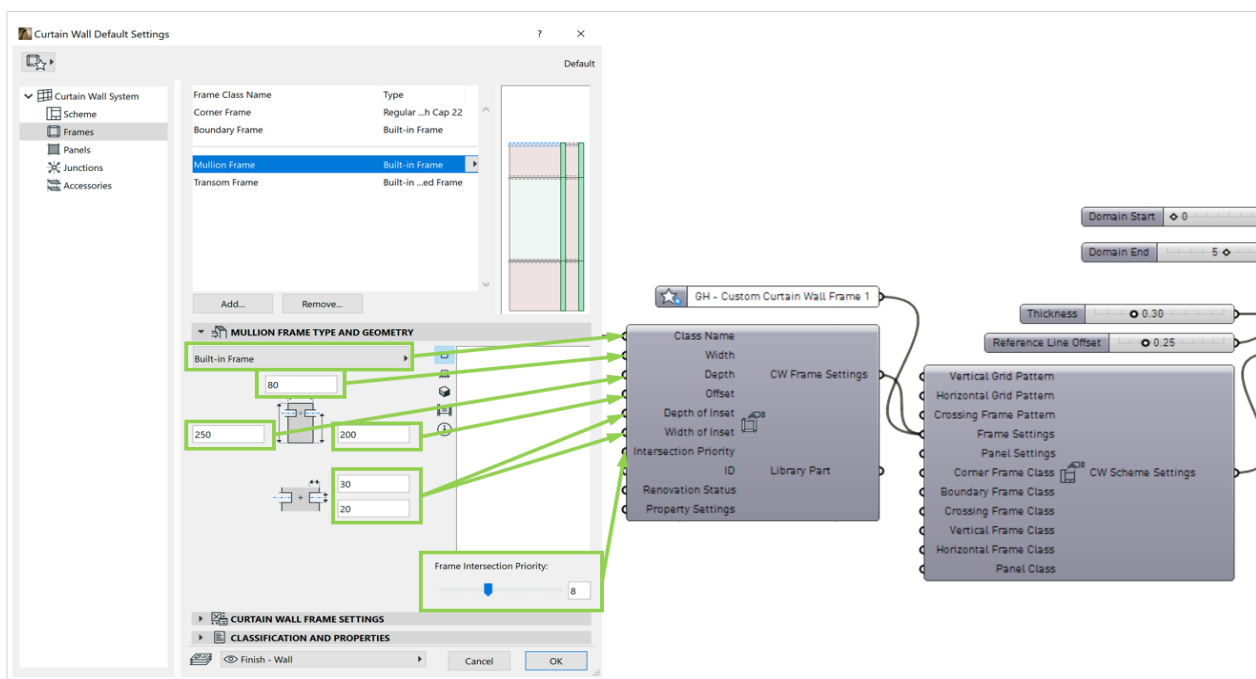 Curtain Wall Default Settings
?
Default
Curtain Wall System
Scheme
Frames
Panels
Junctions
Accessories
Frame Class Name Type
Corner Frame Regular ...h Cap 22
Boundary Frame Built-in Frame
Mullion Frame Built-in Frame
Transom Frame Built-in ...ed Frame
Add... Remove...
MULLION FRAME TYPE AND GEOMETRY
Built-in Frame
80
250 200
30
20
Frame Intersection Priority:
8
CURTAIN WALL FRAME SETTINGS
CLASSIFICATION AND PROPERTIES
Finish - Wall
Cancel OK
GH - Custom Curtain Wall Frame 1
Class Name
Width
Depth
Offset
Depth of Inset
Width of Inset
Intersection Priority
ID
Renovation Status
Property Settings
CW Frame Settings
Library Part
Domain Start 0
Domain End 5
Thickness 0.30
Reference Line Offset 0.25
Vertical Grid Pattern
Horizontal Grid Pattern
Crossing Frame Pattern
Frame Settings
Panel Settings
Corner Frame Class
Boundary Frame Class
Crossing Frame Class
Vertical Frame Class
Horizontal Frame Class
Panel Class
CW Scheme Settings